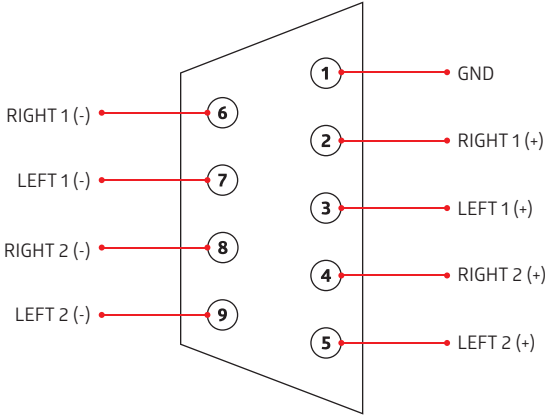 1 GND
RIGHT 1 (-) 6
2 RIGHT 1 (+)
LEFT 1 (-) 7
3 LEFT 1 (+)
RIGHT 2 (-) 8
4 RIGHT 2 (+)
LEFT 2 (-) 9
5 LEFT 2 (+)